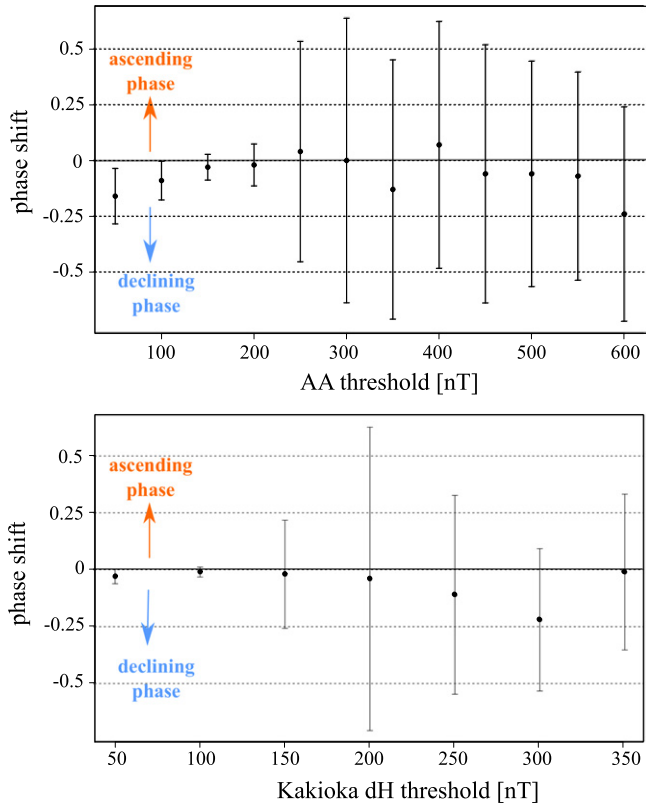 0.5
ascending
phase
0.25
0
-0.25
declining
phase
-0.5
phase shift
100
200
300
400
500
600
AA threshold [nT]
0.5
ascending
phase
0.25
0
-0.25
declining
phase
-0.5
phase shift
50
100
150
200
250
300
350
Kakioka dH threshold [nT]